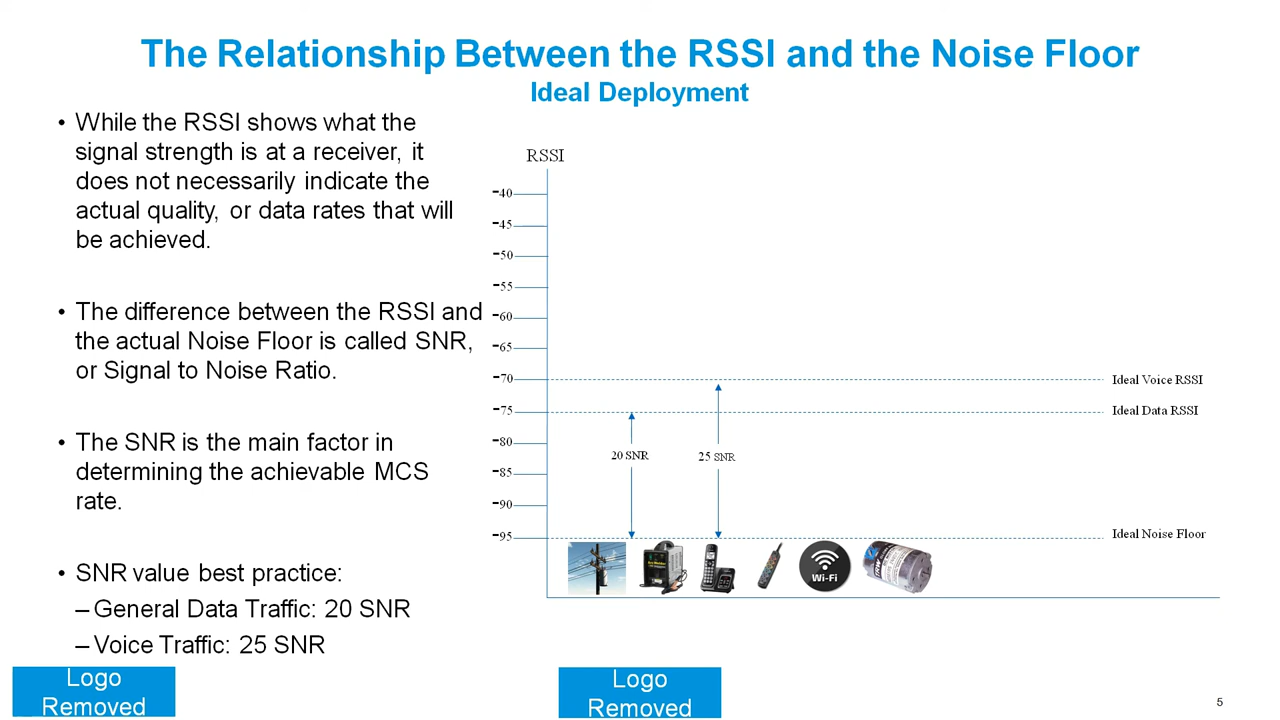 The Relationship Between the RSSI and the Noise Floor
Ideal Deployment
• While the RSSI shows what the
signal strength is at a receiver, it
does not necessarily indicate the
actual quality, or data rates that will
be achieved.
• The difference between the RSSI and
the actual Noise Floor is called SNR,
or Signal to Noise Ratio.
• The SNR is the main factor in
determining the achievable MCS
rate.
• SNR value best practice:
– General Data Traffic: 20 SNR
– Voice Traffic: 25 SNR
RSSI
-40
-45
-50
-55
-60
-65
-70
-75
-80
-85
-90
-95
Ideal Voice RSSI
Ideal Data RSSI
20 SNR
25 SNR
Ideal Noise Floor
Wi-Fi
Logo
Removed
Logo
Removed
5